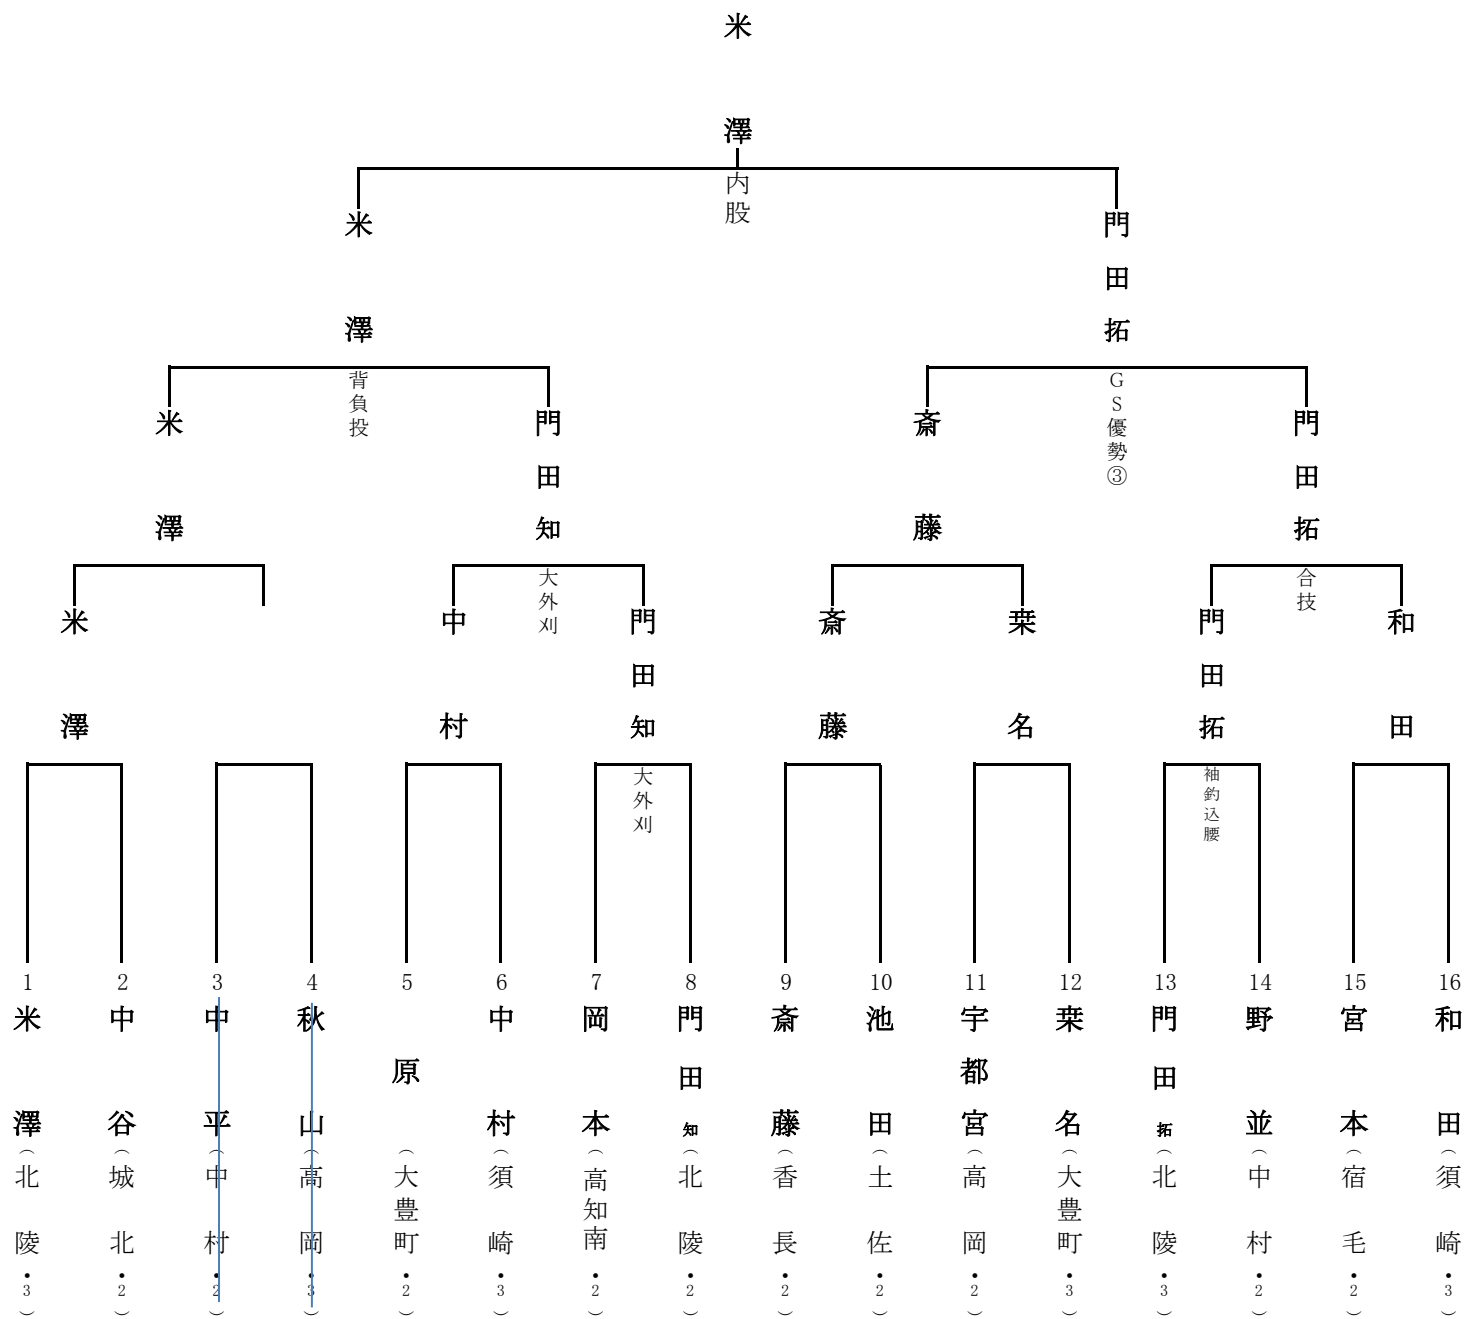 米澤
内股
米澤
門田拓
背負投
GS優勢③
米澤
門田知
斎藤
門田拓
大外刈
合技
米澤
中村
門田知
斎藤
栞名
門田拓
和田
大外刈
袖釣込腰
1 米澤（北陵・3）
2 中谷（城北・2）
3 中平（中村・2）
4 秋山（高岡・3）
5 原（大豊町・2）
6 中村（須崎・3）
7 岡本（高知南・2）
8 門田知（北陵・2）
9 斎藤（香長・2）
10 池田（土佐・2）
11 宇都宮（高岡・2）
12 栞名（大豊町・3）
13 門田拓（北陵・3）
14 野並（中村・2）
15 宮本（宿毛・2）
16 和田（須崎・3）